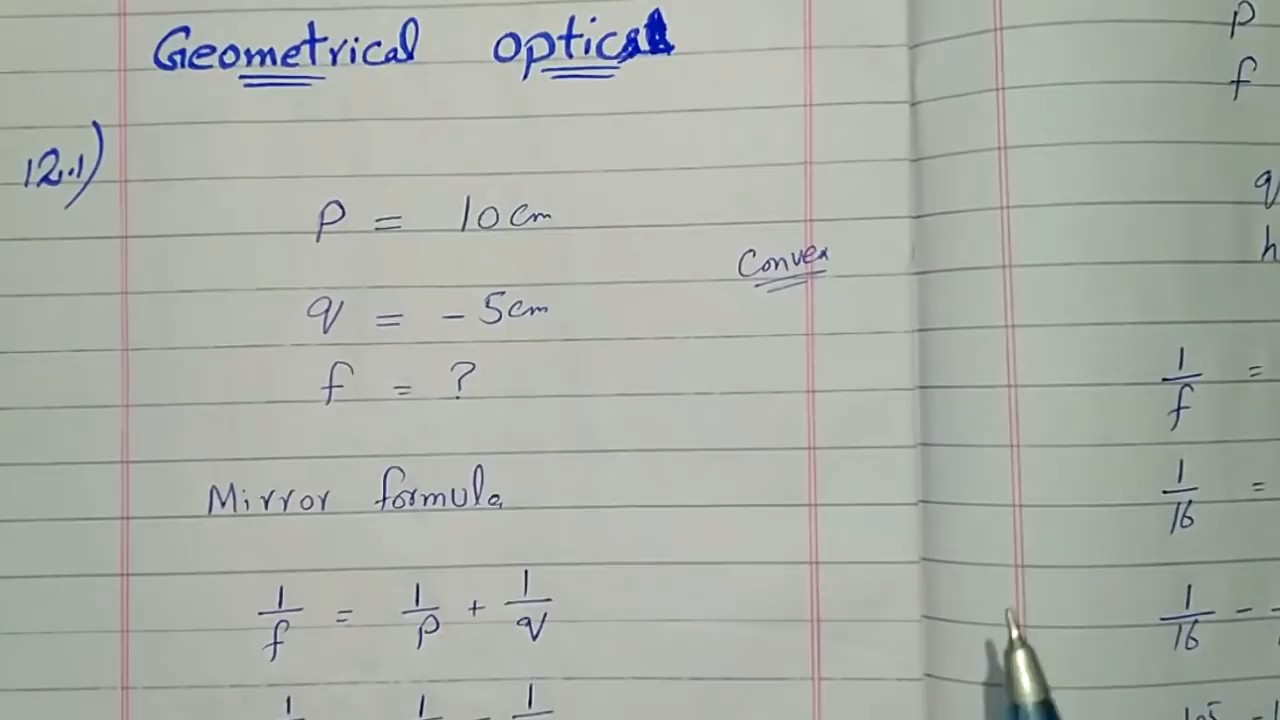 Geometrical optics
12.1)
P = 10cm
Convex
q = -5cm
f = ?
Mirror formula
1/f = 1/p + 1/q
p
f
q
h
1/f =
1/16 =
1/16 -